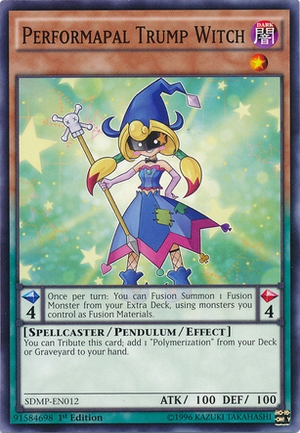 PERFORMAPAL TRUMP WITCH
DARK
闇
Once per turn: You can Fusion Summon 1 Fusion
4
Monster from your Extra Deck, using monsters you
4
control as Fusion Materials.
[SPELLCASTER / PENDULUM / EFFECT]
You can Tribute this card; add 1 "Polymerization" from your Deck
or Graveyard to your hand.
SDMP-EN012
ATK/ 100 DEF/ 100
91584698 1st Edition
©1996 KAZUKI TAKAHASHI